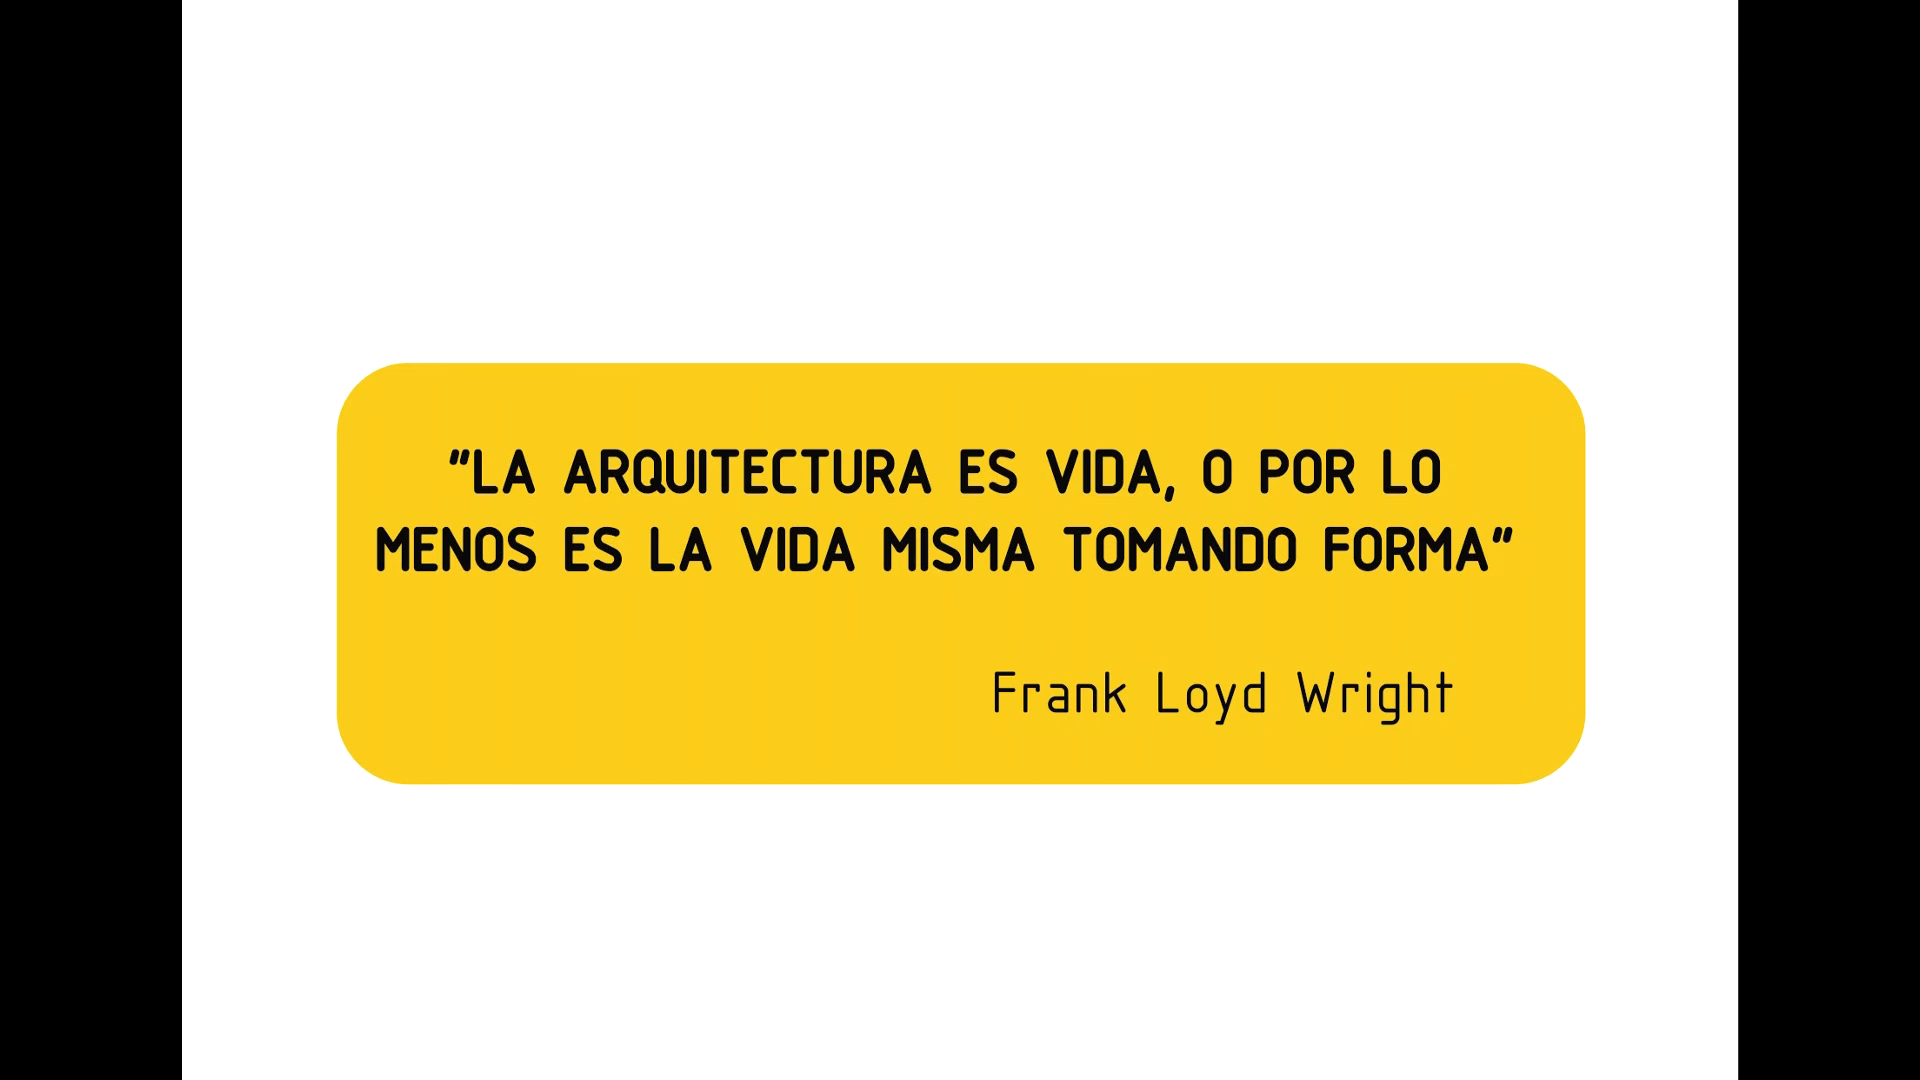 "LA ARQUITECTURA ES VIDA, O POR LO
MENOS ES LA VIDA MISMA TOMANDO FORMA"
Frank Loyd Wright